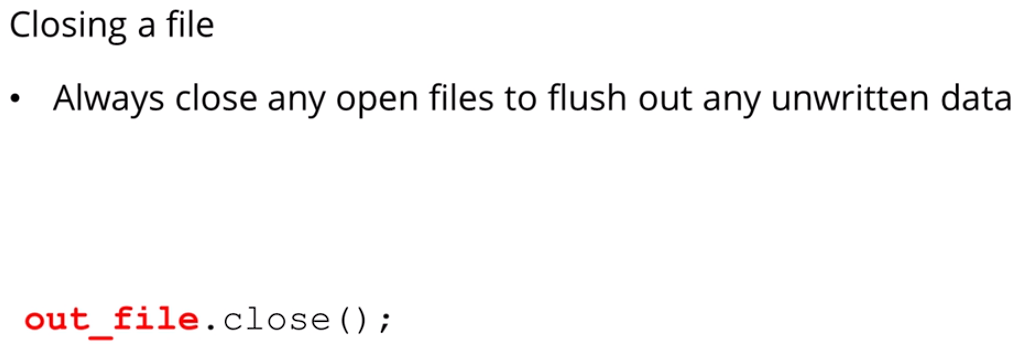 Closing a file
• Always close any open files to flush out any unwritten data
out_file.close();